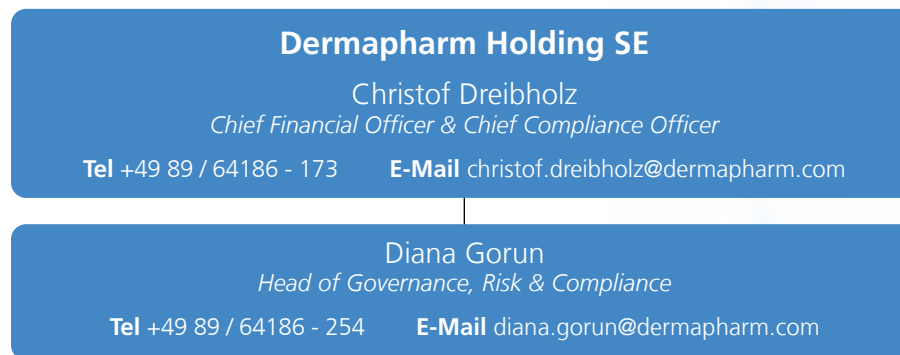 Dermapharm Holding SE
Christof Dreibholz
Chief Financial Officer & Chief Compliance Officer
Tel +49 89 / 64186 - 173 E-Mail christof.dreibholz@dermapharm.com
Diana Gorun
Head of Governance, Risk & Compliance
Tel +49 89 / 64186 - 254 E-Mail diana.gorun@dermapharm.com